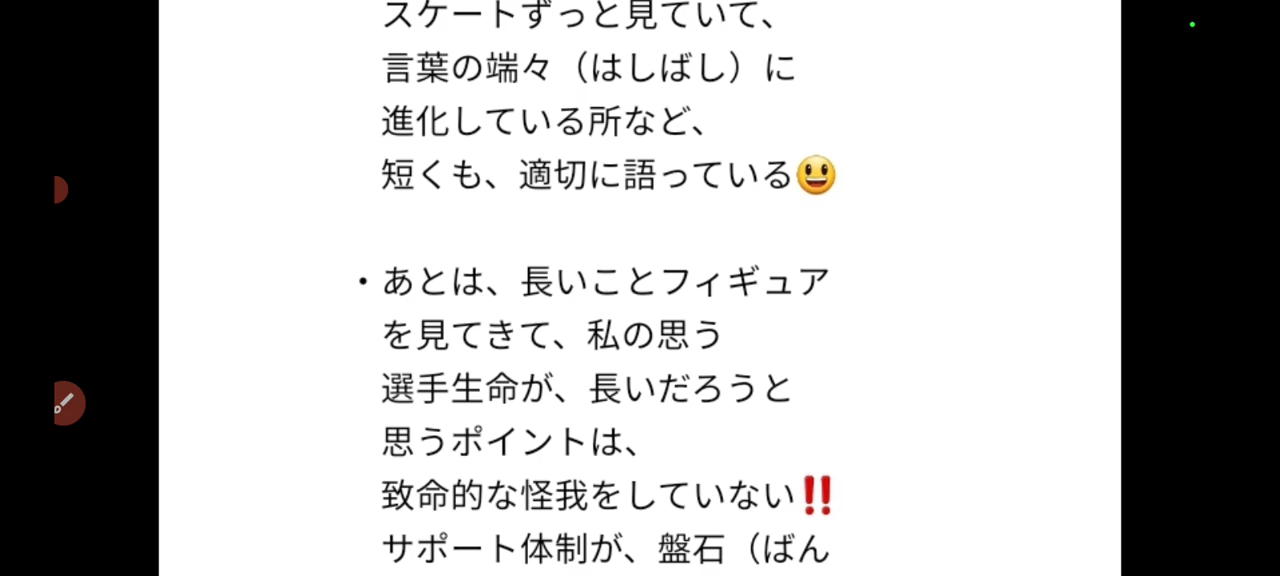 スケートずっと見ていて、
言葉の端々（はしばし）に
進化している所など、
短くも、適切に語っている😃
・あとは、長いことフィギュア
を見てきて、私の思う
選手生命が、長いだろうと
思うポイントは、
致命的な怪我をしていない‼️
サポート体制が、盤石（ばん